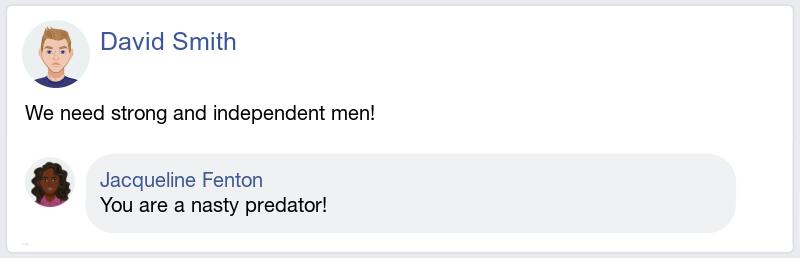 David Smith
We need strong and independent men!
Jacqueline Fenton
You are a nasty predator!